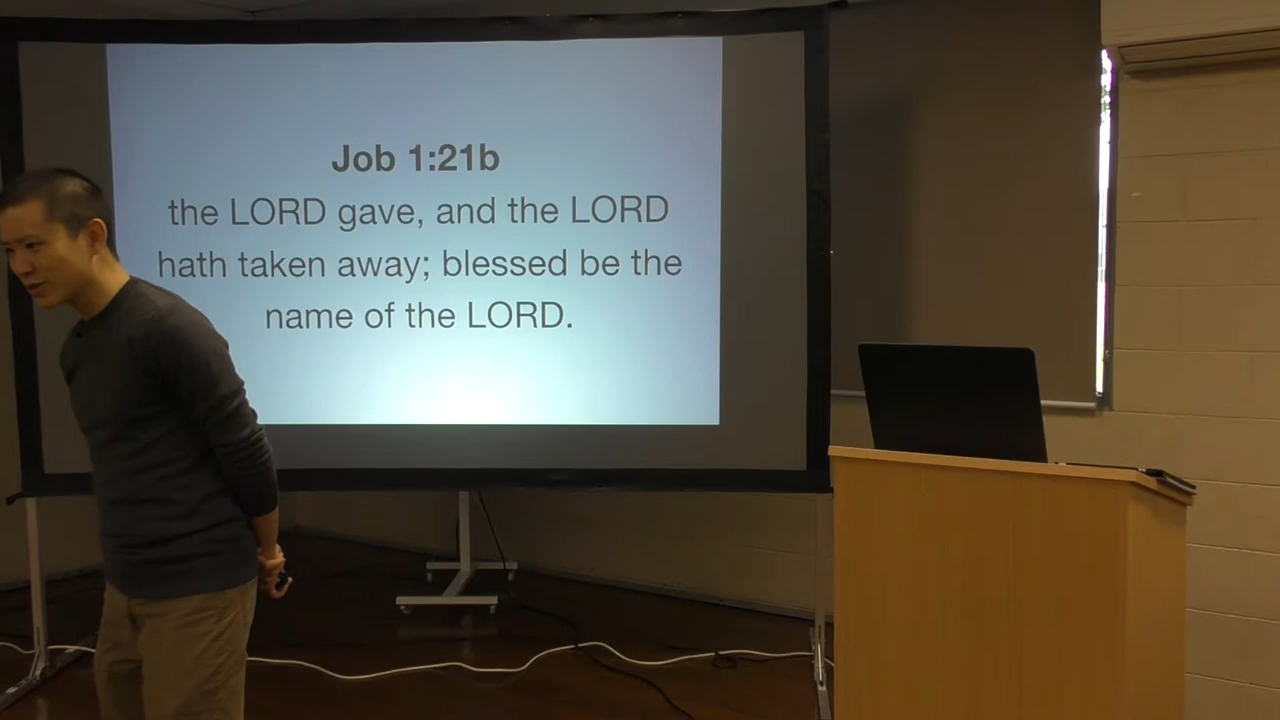 Job 1:21b
the LORD gave, and the LORD
hath taken away; blessed be the
name of the LORD.